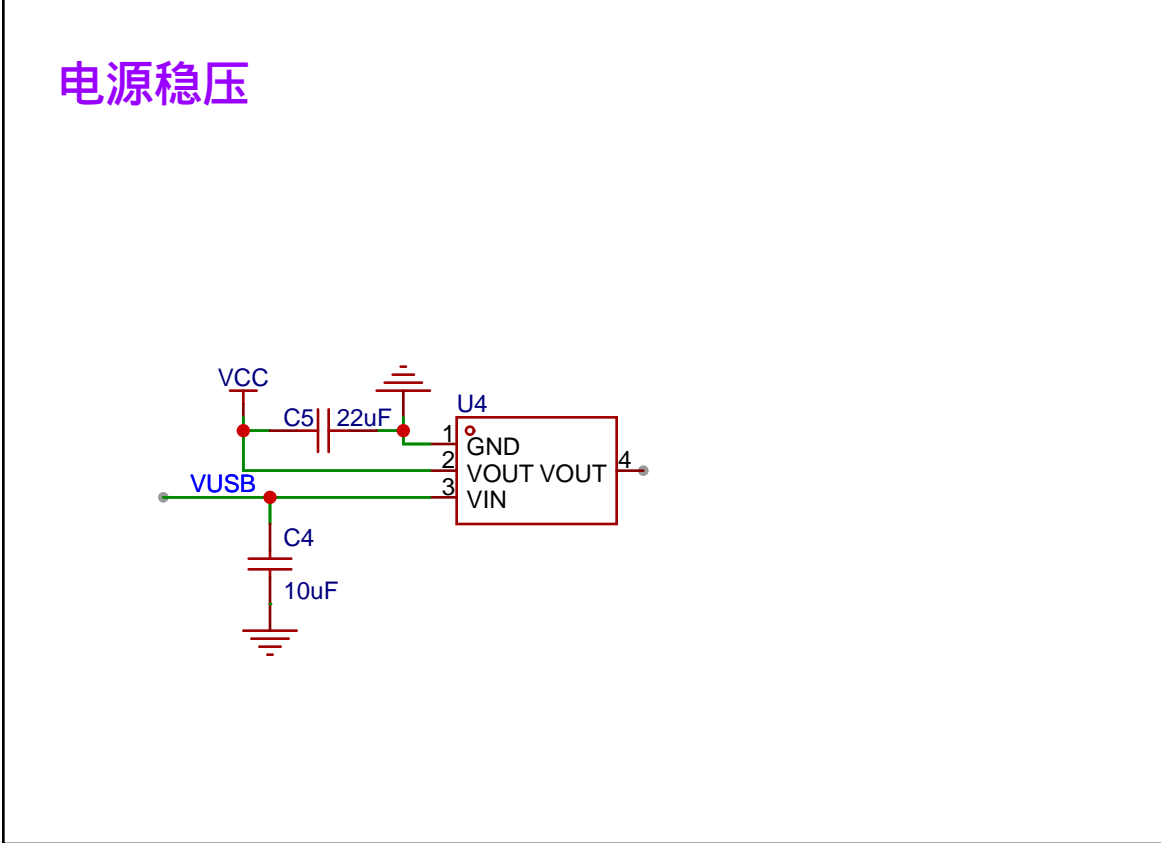 电源稳压
VCC
C5 22uF
U4
1 GND
2 VOUT VOUT 4
3 VIN
VUSB
C4
10uF